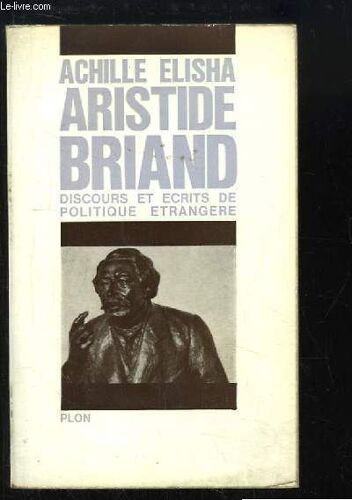 Le-livre.com
ACHILLE ELISHA
ARISTIDE
BRIAND
DISCOURS ET ECRITS DE
POLITIQUE ETRANGERE
PLON